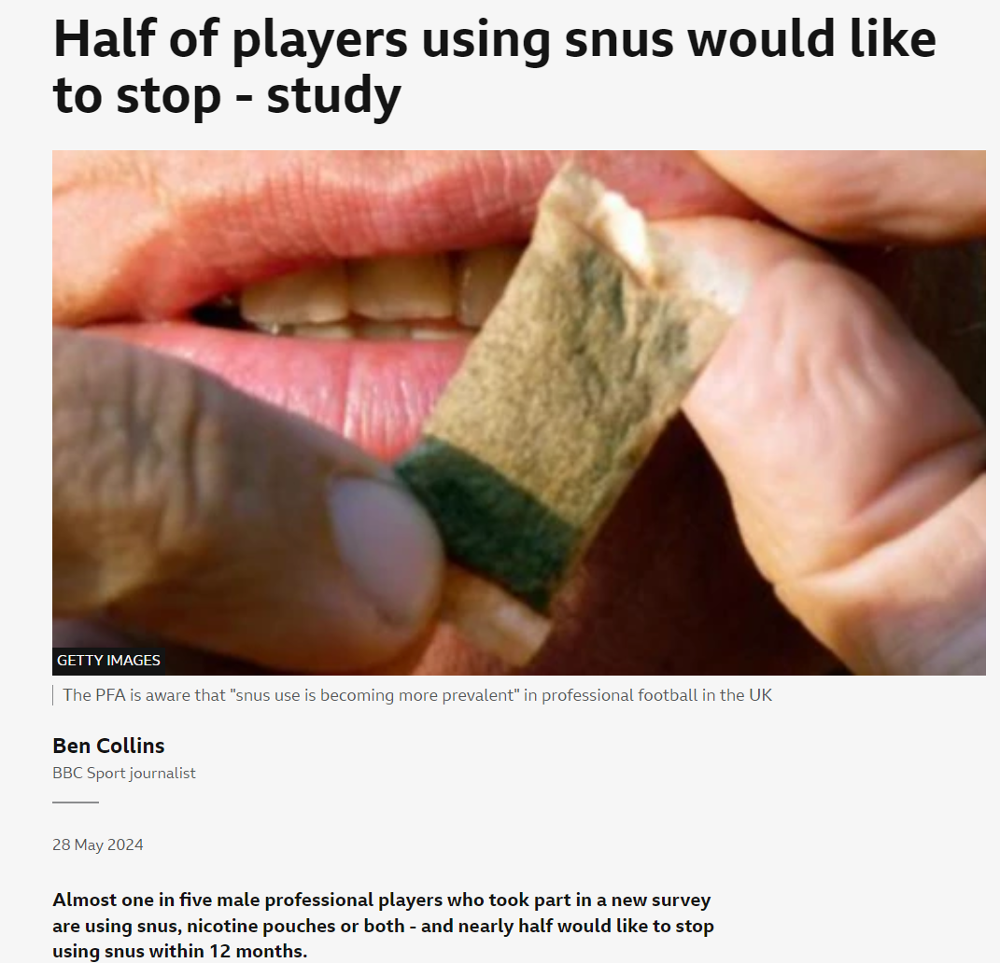 Half of players using snus would like
to stop - study
GETTY IMAGES
The PFA is aware that "snus use is becoming more prevalent" in professional football in the UK
Ben Collins
BBC Sport journalist
28 May 2024
Almost one in five male professional players who took part in a new survey
are using snus, nicotine pouches or both - and nearly half would like to stop
using snus within 12 months.